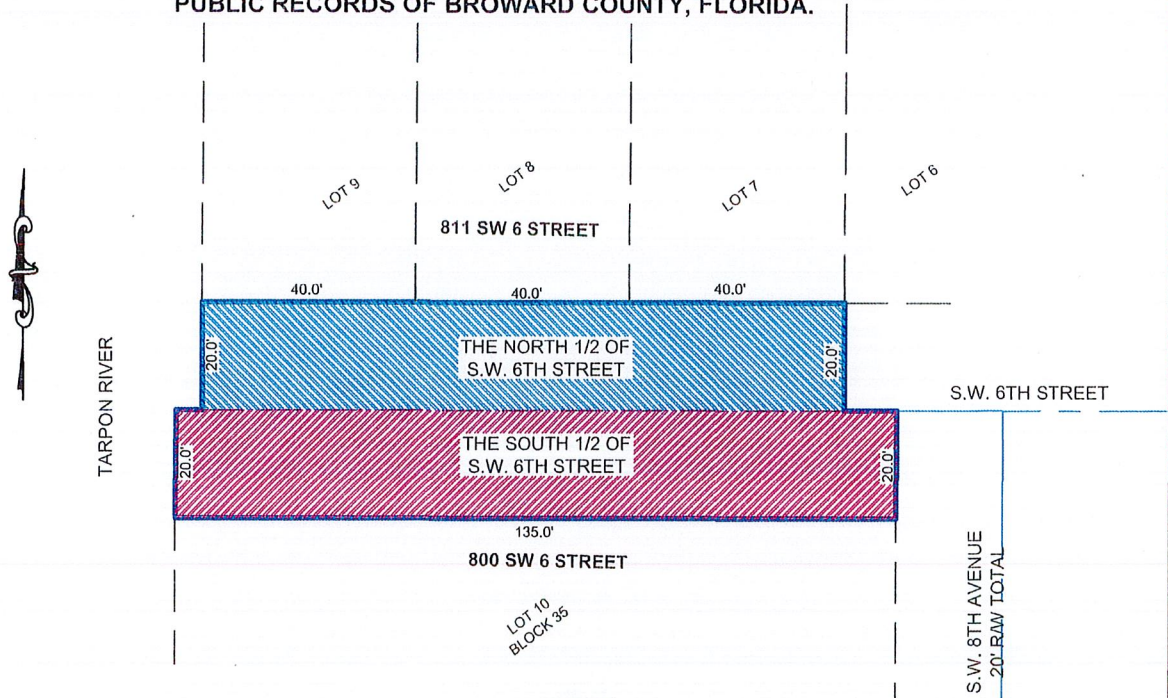 PUBLIC RECORDS OF BROWARD COUNTY, FLORIDA.
LOT 9
LOT 8
LOT 7
LOT 6
811 SW 6 STREET
40.0'
40.0'
40.0'
20.0'
THE NORTH 1/2 OF
S.W. 6TH STREET
20.0'
TARPON RIVER
S.W. 6TH STREET
20.0'
THE SOUTH 1/2 OF
S.W. 6TH STREET
20.0'
135.0'
800 SW 6 STREET
LOT 10
BLOCK 35
S.W. 8TH AVENUE
20' R/W TOTAL